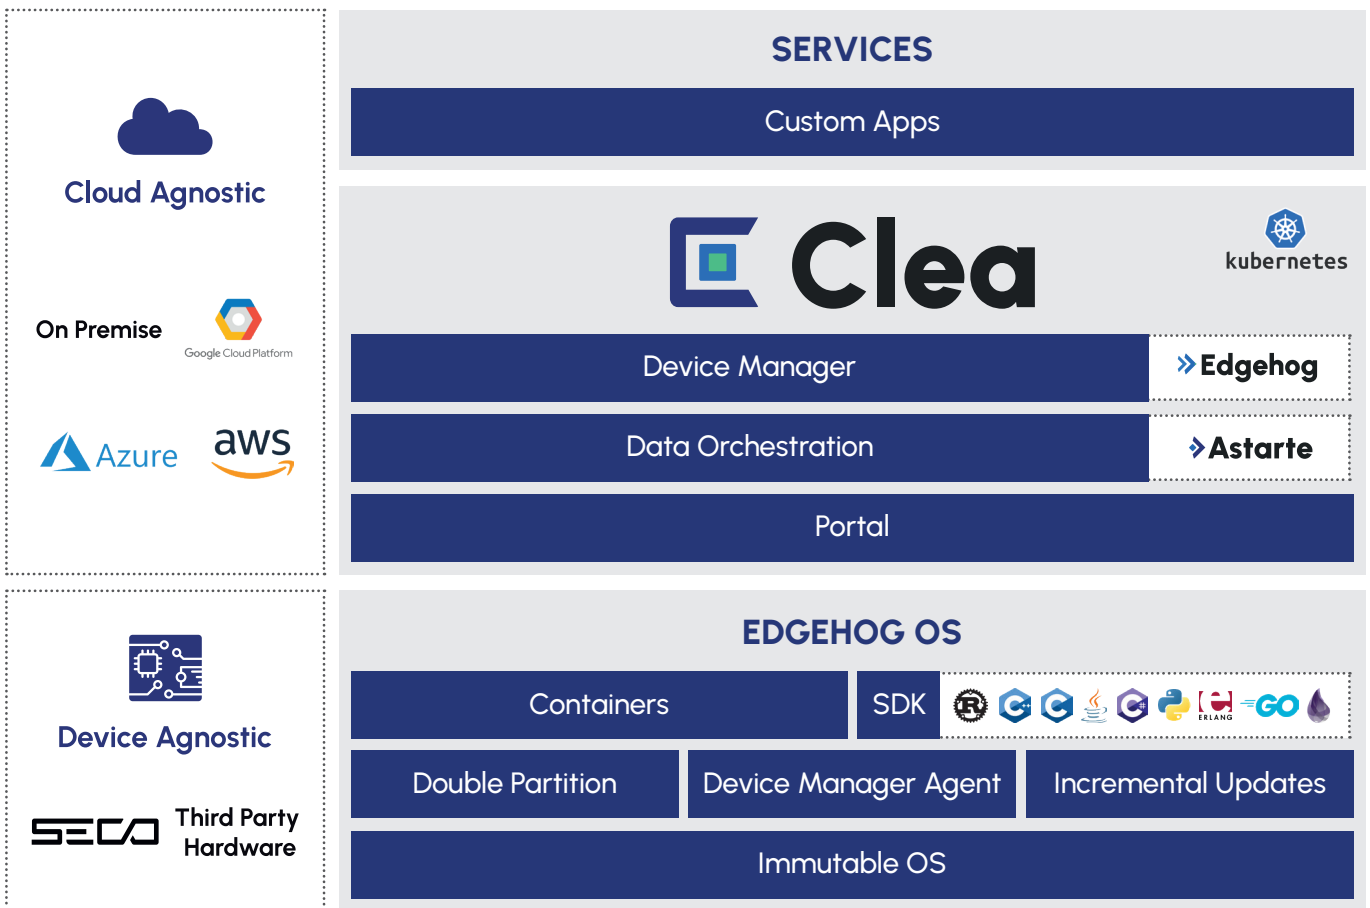 Cloud Agnostic
On Premise
Google Cloud Platform
Azure
aws
SERVICES
Custom Apps
Clea
kubernetes
Device Manager
Edgehog
Data Orchestration
Astarte
Portal
Device Agnostic
SECO
Third Party
Hardware
EDGEHOG OS
Containers
SDK
R
C++
C
Java
C#
ERLANG
GO
Double Partition
Device Manager Agent
Incremental Updates
Immutable OS